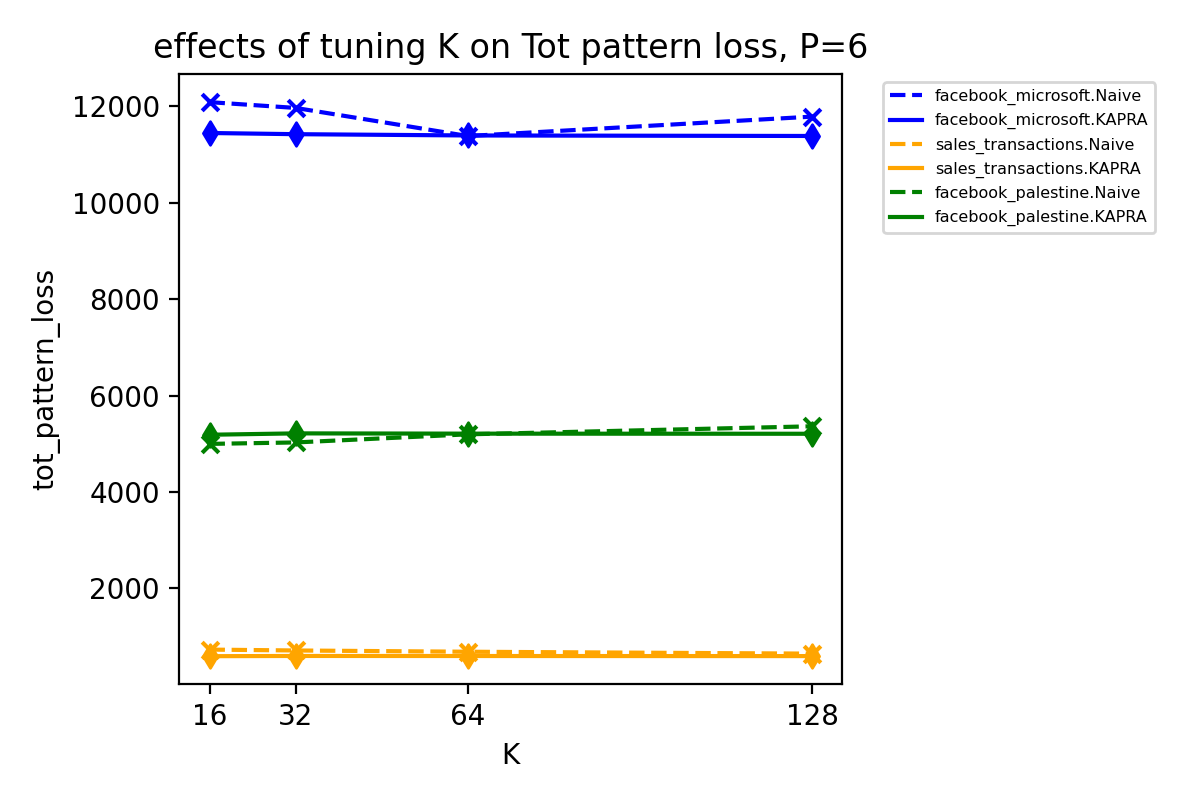 effects of tuning K on Tot pattern loss, P=6
tot_pattern_loss
12000
10000
8000
6000
4000
2000
16 32 64 128
K
facebook_microsoft.Naive
facebook_microsoft.KAPRA
sales_transactions.Naive
sales_transactions.KAPRA
facebook_palestine.Naive
facebook_palestine.KAPRA